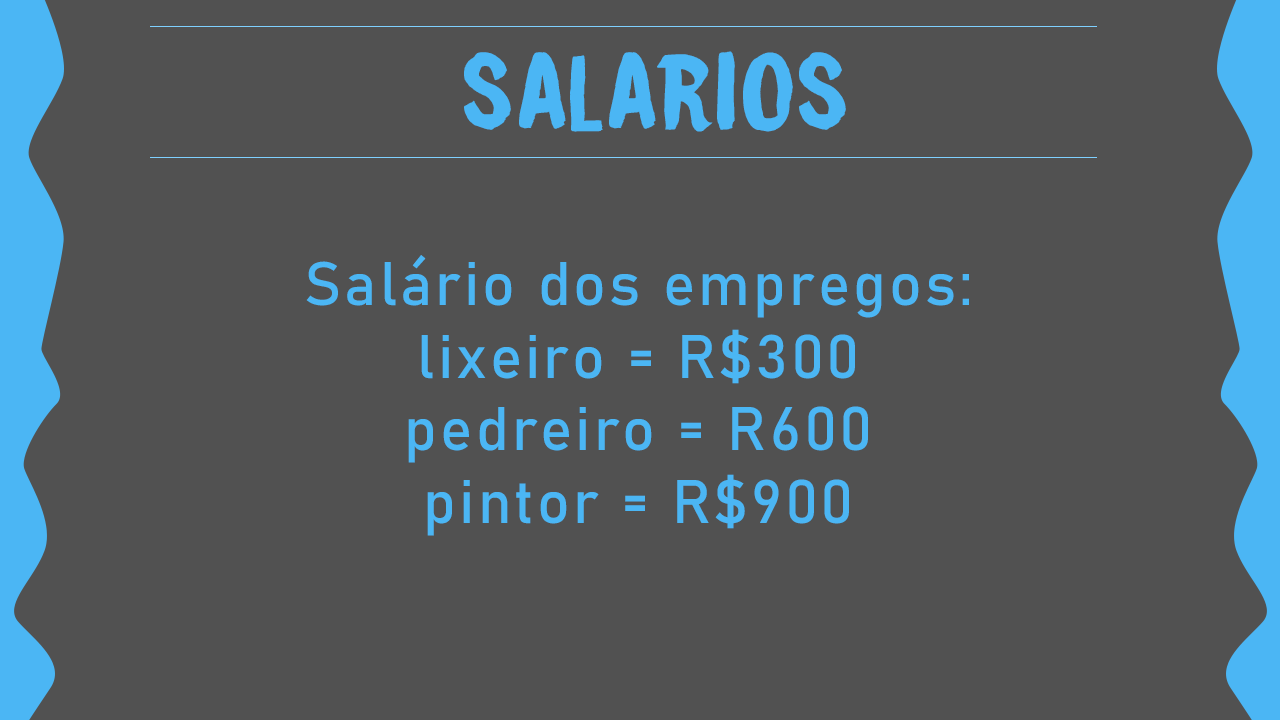 SALARIOS
Salário dos empregos:
lixeiro = R$300
pedreiro = R600
pintor = R$900